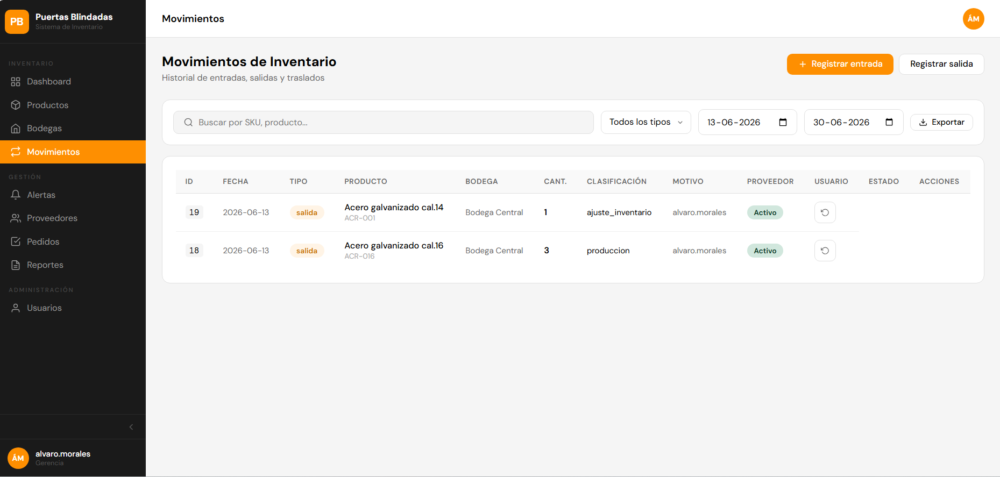 PB
Puertas Blindadas
Sistema de Inventario
INVENTARIO
Dashboard
Productos
Bodegas
Movimientos
GESTIÓN
Alertas
Proveedores
Pedidos
Reportes
ADMINISTRACIÓN
Usuarios
ÁM
alvaro.morales
Gerencia
Movimientos
ÁM
Movimientos de Inventario
Historial de entradas, salidas y traslados
+ Registrar entrada
Registrar salida
Buscar por SKU, producto...
Todos los tipos
13-06-2026
30-06-2026
Exportar
ID FECHA TIPO PRODUCTO BODEGA CANT. CLASIFICACIÓN MOTIVO PROVEEDOR USUARIO ESTADO ACCIONES
19 2026-06-13 salida Acero galvanizado cal.14 Bodega Central 1 ajuste_inventario alvaro.morales Activo
ACR-001
18 2026-06-13 salida Acero galvanizado cal.16 Bodega Central 3 produccion alvaro.morales Activo
ACR-016